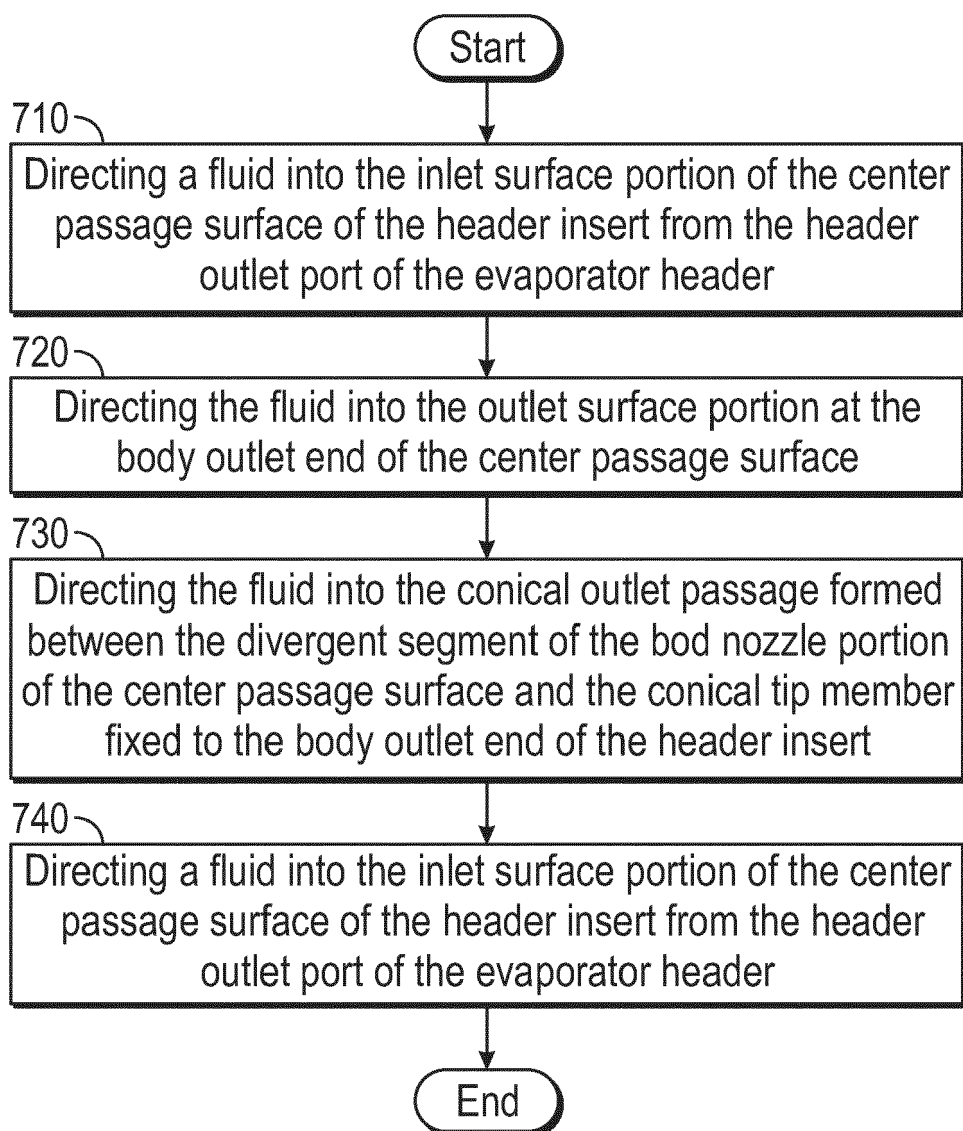 Start
710
Directing a fluid into the inlet surface portion of the center
passage surface of the header insert from the header
outlet port of the evaporator header
720
Directing the fluid into the outlet surface portion at the
body outlet end of the center passage surface
730
Directing the fluid into the conical outlet passage formed
between the divergent segment of the bod nozzle portion
of the center passage surface and the conical tip member
fixed to the body outlet end of the header insert
740
Directing a fluid into the inlet surface portion of the center
passage surface of the header insert from the header
outlet port of the evaporator header
End